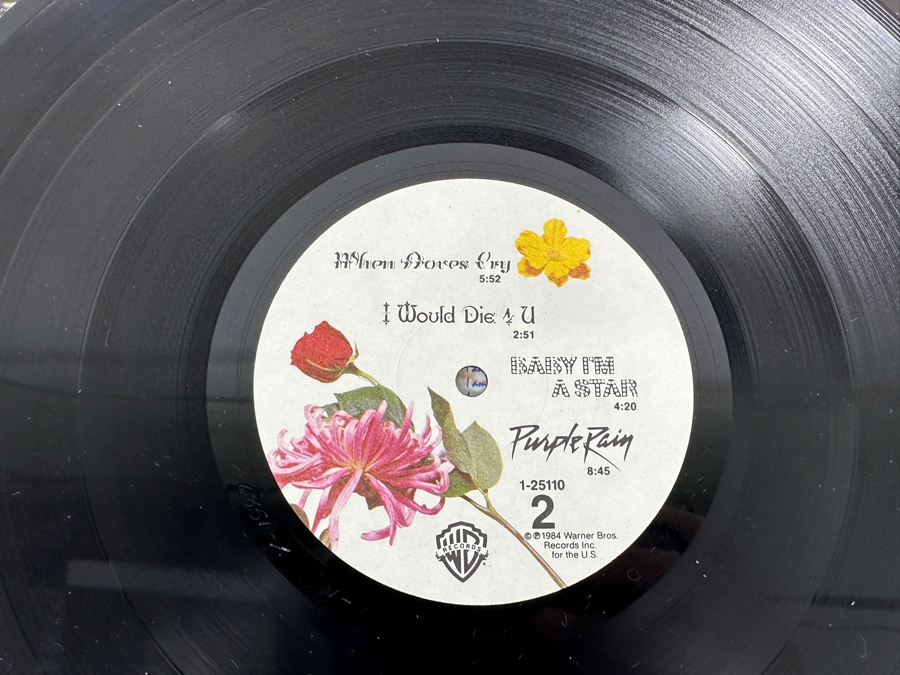 When Doves Cry
5:52
I Would Die 4 U
2:51
BABY I'M
A STAR
4:20
Purple Rain
8:45
1-25110
2
©℗1984 Warner Bros.
Records Inc.
for the U.S.
RECORDS